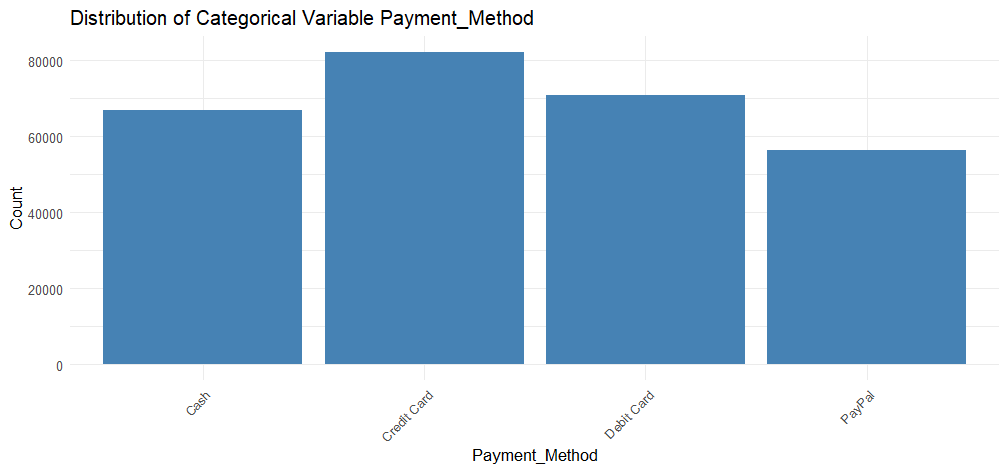 Distribution of Categorical Variable Payment_Method
80000
60000
40000
20000
0
Count
Cash
Credit Card
Debit Card
PayPal
Payment_Method